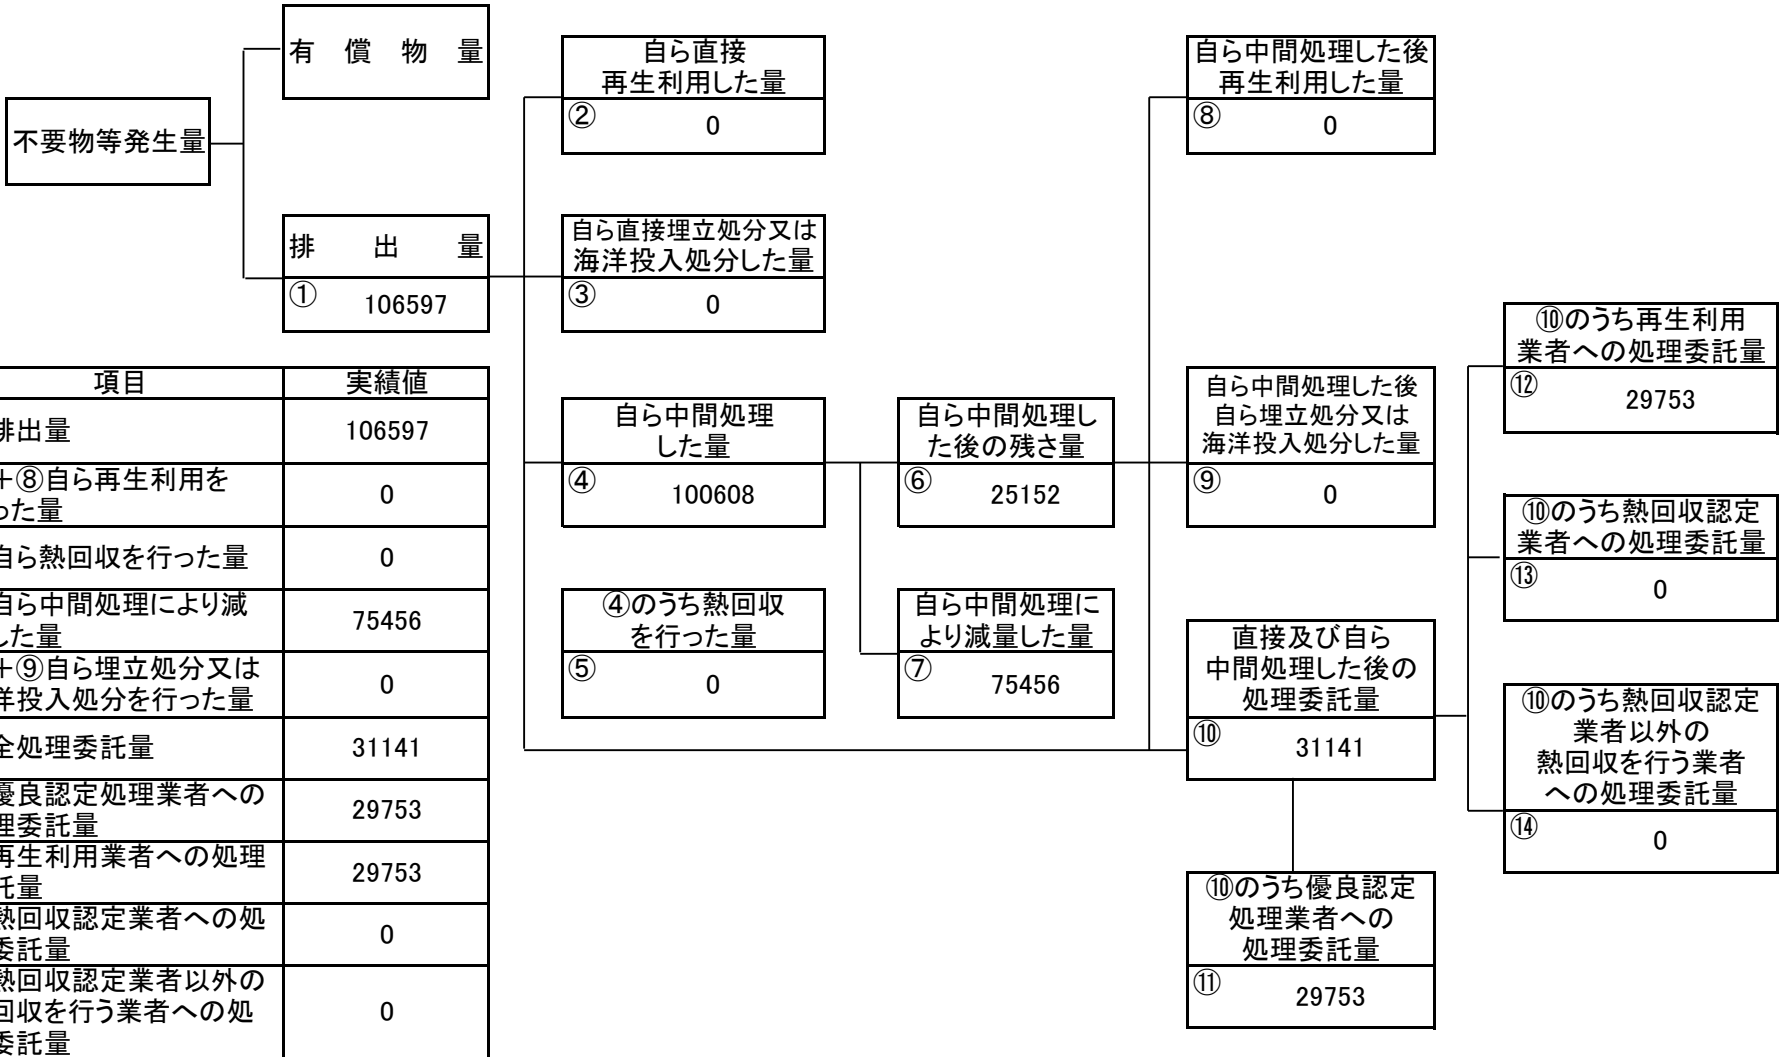 有償物量
不要物等発生量
排出量
① 106597
自ら直接
再生利用した量
② 0
自ら直接埋立処分又は
海洋投入処分した量
③ 0
自ら中間処理
した量
④ 100608
④のうち熱回収
を行った量
⑤ 0
自ら中間処理し
た後の残さ量
⑥ 25152
自ら中間処理に
より減量した量
⑦ 75456
自ら中間処理した後
再生利用した量
⑧ 0
自ら中間処理した後
自ら埋立処分又は
海洋投入処分した量
⑨ 0
直接及び自ら
中間処理した後の
処理委託量
⑩ 31141
⑩のうち優良認定
処理業者への
処理委託量
⑪ 29753
⑩のうち再生利用
業者への処理委託量
⑫ 29753
⑩のうち熱回収認定
業者への処理委託量
⑬ 0
⑩のうち熱回収認定
業者以外の
熱回収を行う業者
への処理委託量
⑭ 0
項目 実績値
排出量 106597
+⑧自ら再生利用を
った量 0
自ら熱回収を行った量 0
自ら中間処理により減
した量 75456
+⑨自ら埋立処分又は
洋投入処分を行った量 0
全処理委託量 31141
優良認定処理業者への
理委託量 29753
再生利用業者への処理
託量 29753
熱回収認定業者への処
委託量 0
熱回収認定業者以外の
回収を行う業者への処
委託量 0